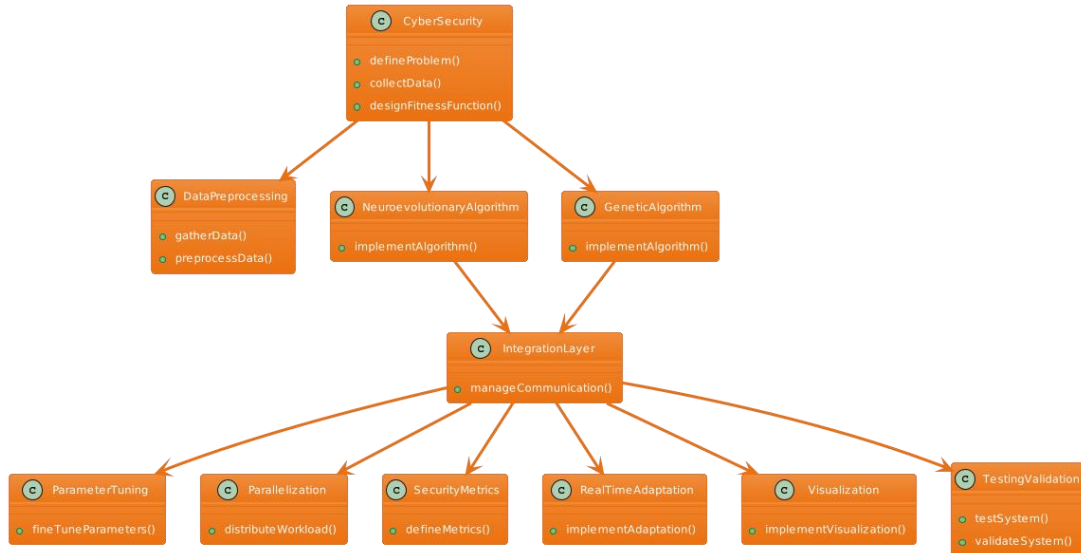 C CyberSecurity
defineProblem()
collectData()
designFitnessFunction()
C DataPreprocessing
gatherData()
preprocessData()
C NeuroevolutionaryAlgorithm
implementAlgorithm()
C GeneticAlgorithm
implementAlgorithm()
C IntegrationLayer
manageCommunication()
C ParameterTuning
fineTuneParameters()
C Parallelization
distributeWorkload()
C SecurityMetrics
defineMetrics()
C RealTimeAdaptation
implementAdaptation()
C Visualization
implementVisualization()
C TestingValidation
testSystem()
validateSystem()